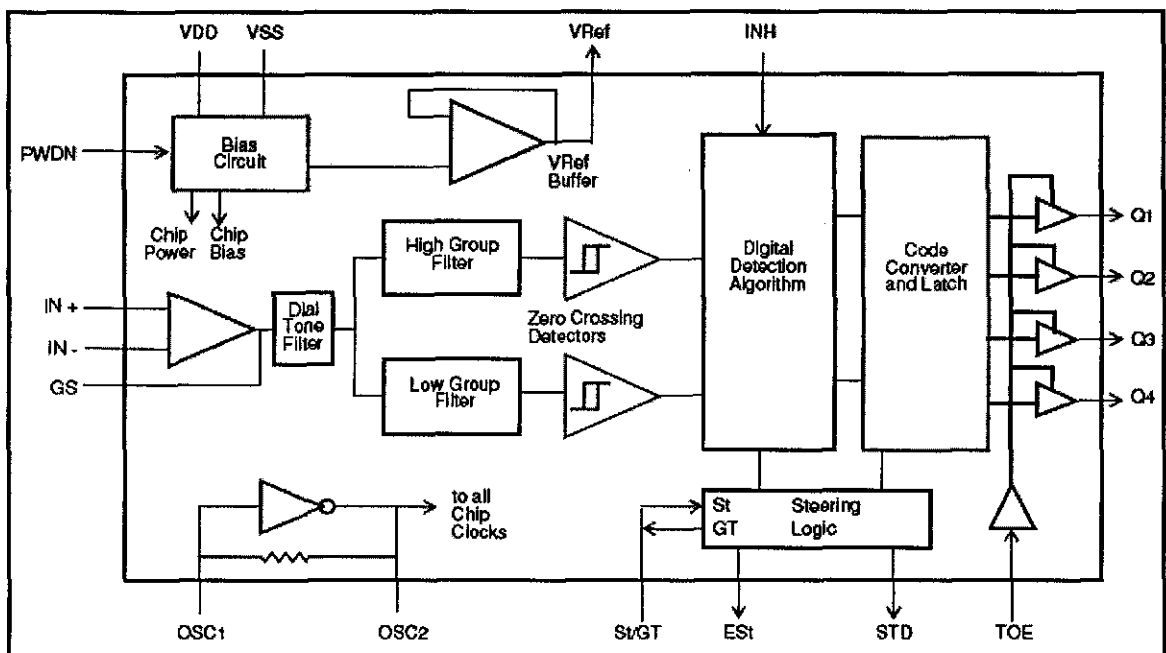 VDD
VSS
VRef
INH
PWDN
Bias
Circuit
VRef
Buffer
Chip
Power
Chip
Bias
High Group
Filter
Digital
Detection
Algorithm
Code
Converter
and Latch
Q1
Q2
Q3
Q4
IN +
IN -
GS
Dial
Tone
Filter
Zero Crossing
Detectors
Low Group
Filter
to all
Chip
Clocks
St
GT
Steering
Logic
OSC1
OSC2
St/GT
ESt
STD
TOE